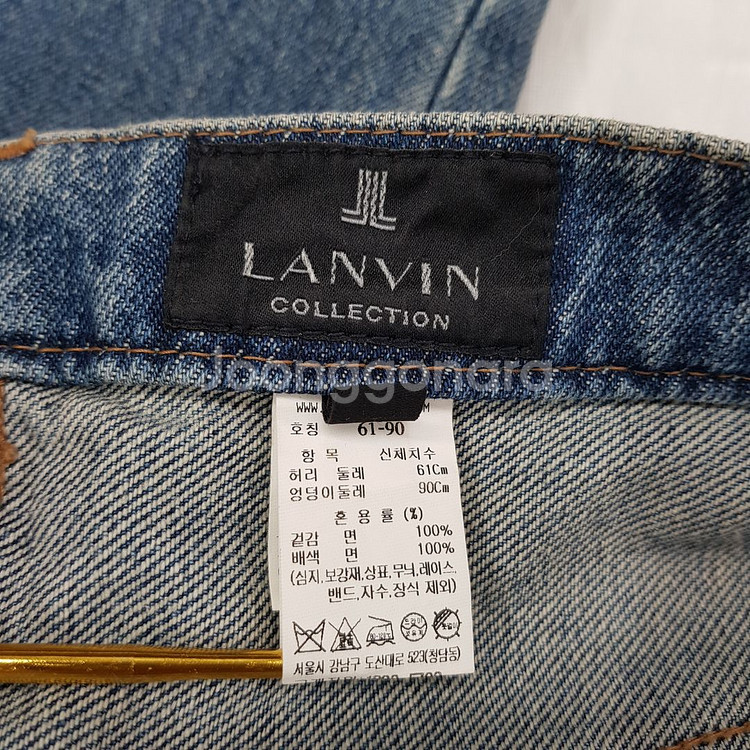 LANVIN
COLLECTION
Joonggonara
WWW.
호칭 61-90
항 목 신체치수
허리 둘레 61Cm
엉덩이둘레 90Cm
혼 용 률 (%)
겉감 면 100%
배색 면 100%
(심지,보강재,상표,무늬,레이스,
밴드,자수,장식 제외)
서울시 강남구 도산대로 523(청담동)